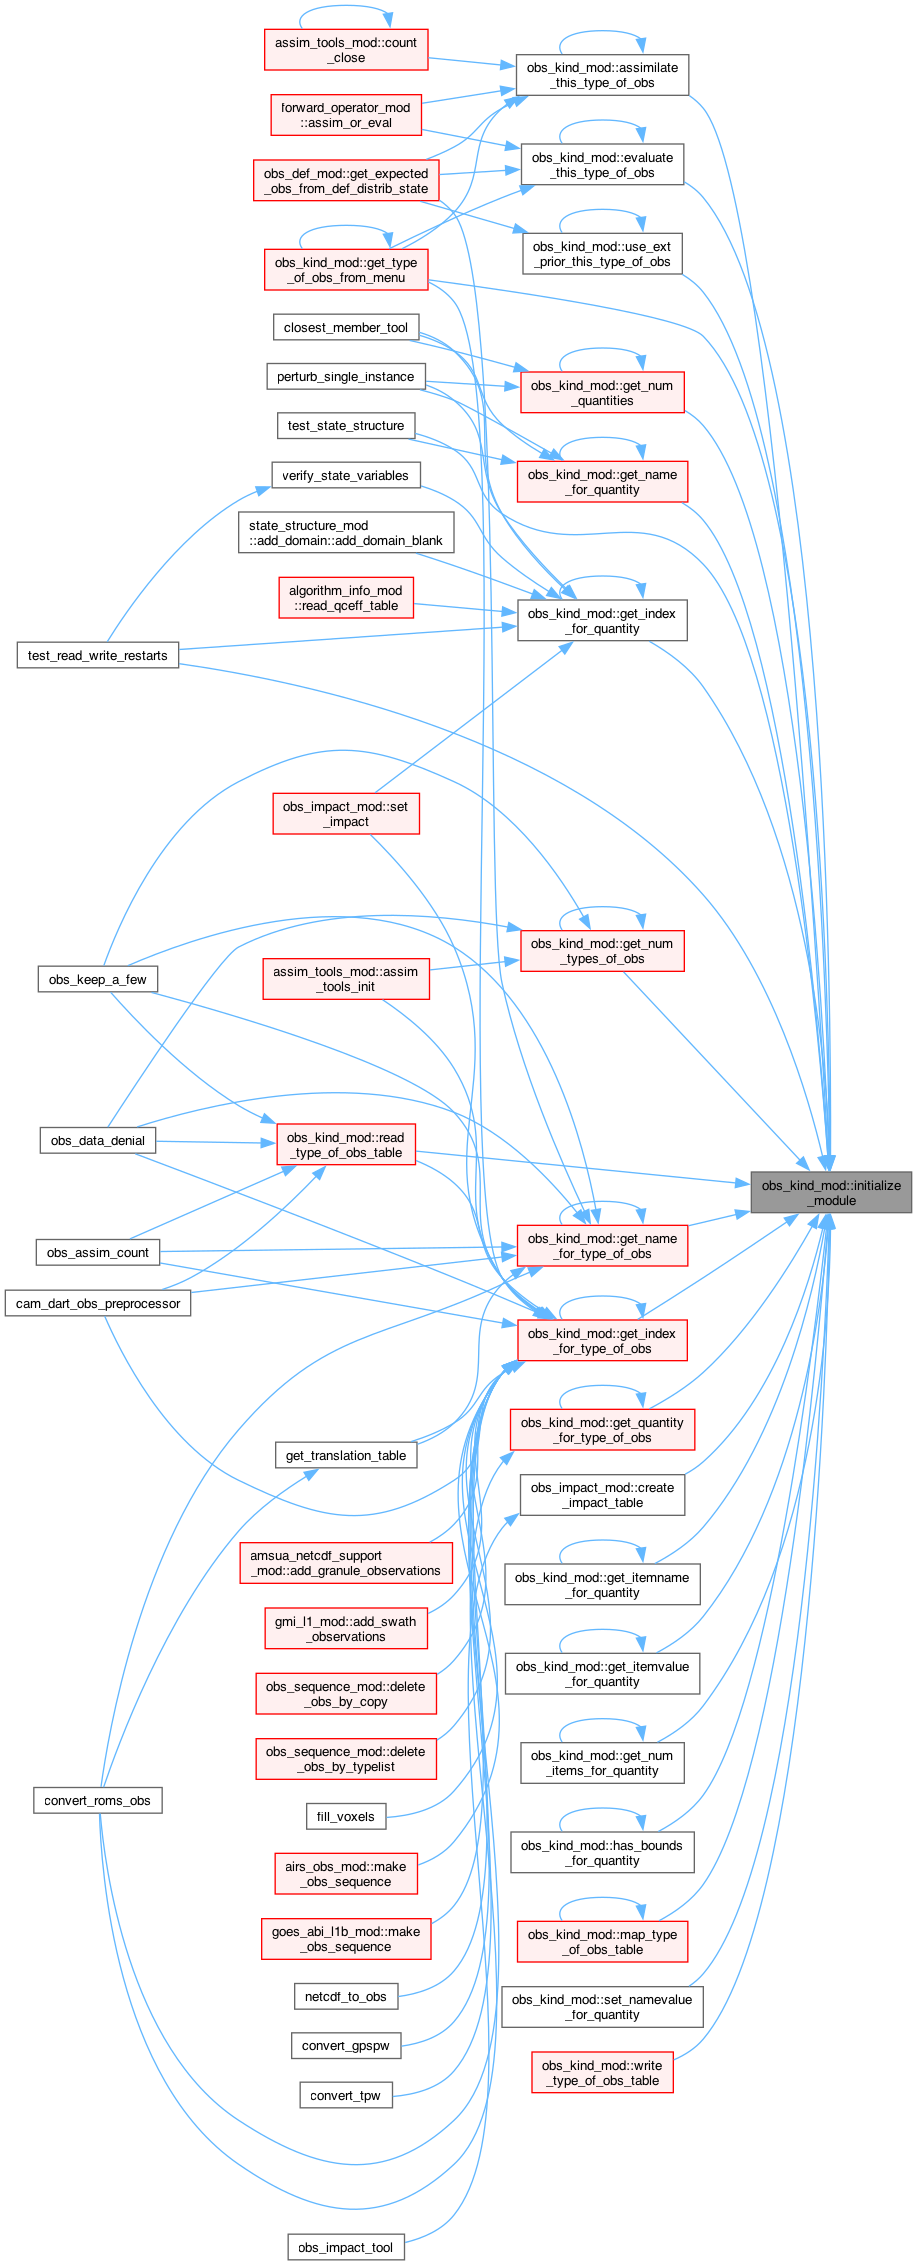 assim_tools_mod::count
_close
obs_kind_mod::assimilate
_this_type_of_obs
forward_operator_mod
::assim_or_eval
obs_kind_mod::evaluate
_this_type_of_obs
obs_def_mod::get_expected
_obs_from_def_distrib_state
obs_kind_mod::use_ext
_prior_this_type_of_obs
obs_kind_mod::get_type
_of_obs_from_menu
closest_member_tool
perturb_single_instance
obs_kind_mod::get_num
_quantities
test_state_structure
verify_state_variables
obs_kind_mod::get_name
_for_quantity
state_structure_mod
::add_domain::add_domain_blank
algorithm_info_mod
::read_qceff_table
obs_kind_mod::get_index
_for_quantity
test_read_write_restarts
obs_impact_mod::set
_impact
obs_kind_mod::get_num
_types_of_obs
obs_keep_a_few
assim_tools_mod::assim
_tools_init
obs_data_denial
obs_kind_mod::read
_type_of_obs_table
obs_kind_mod::initialize
_module
obs_assim_count
obs_kind_mod::get_name
_for_type_of_obs
cam_dart_obs_preprocessor
obs_kind_mod::get_index
_for_type_of_obs
obs_kind_mod::get_quantity
_for_type_of_obs
get_translation_table
obs_impact_mod::create
_impact_table
amsua_netcdf_support
_mod::add_granule_observations
obs_kind_mod::get_itemname
_for_quantity
gmi_l1_mod::add_swath
_observations
obs_sequence_mod::delete
_obs_by_copy
obs_kind_mod::get_itemvalue
_for_quantity
obs_sequence_mod::delete
_obs_by_typelist
obs_kind_mod::get_num
_items_for_quantity
convert_roms_obs
fill_voxels
obs_kind_mod::has_bounds
_for_quantity
airs_obs_mod::make
_obs_sequence
goes_abi_l1b_mod::make
_obs_sequence
obs_kind_mod::map_type
_of_obs_table
netcdf_to_obs
obs_kind_mod::set_namevalue
_for_quantity
convert_gpspw
obs_kind_mod::write
_type_of_obs_table
convert_tpw
obs_impact_tool